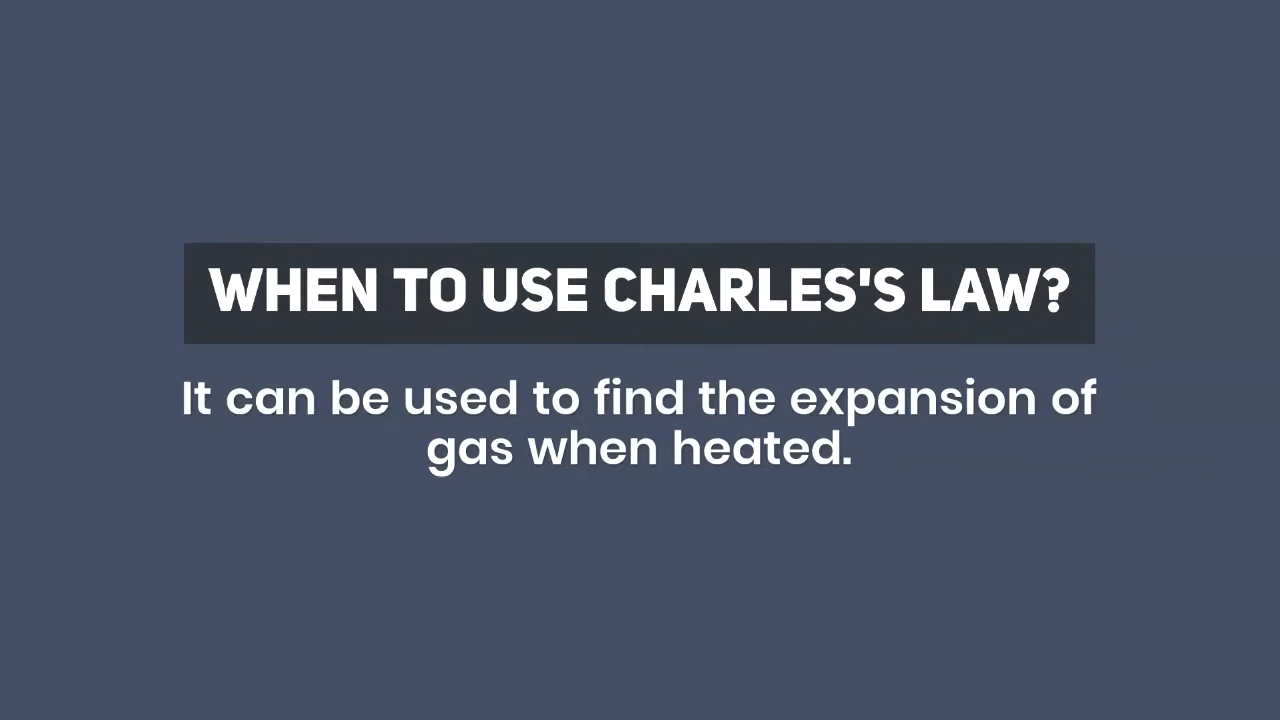 WHEN TO USE CHARLES'S LAW?
It can be used to find the expansion of
gas when heated.